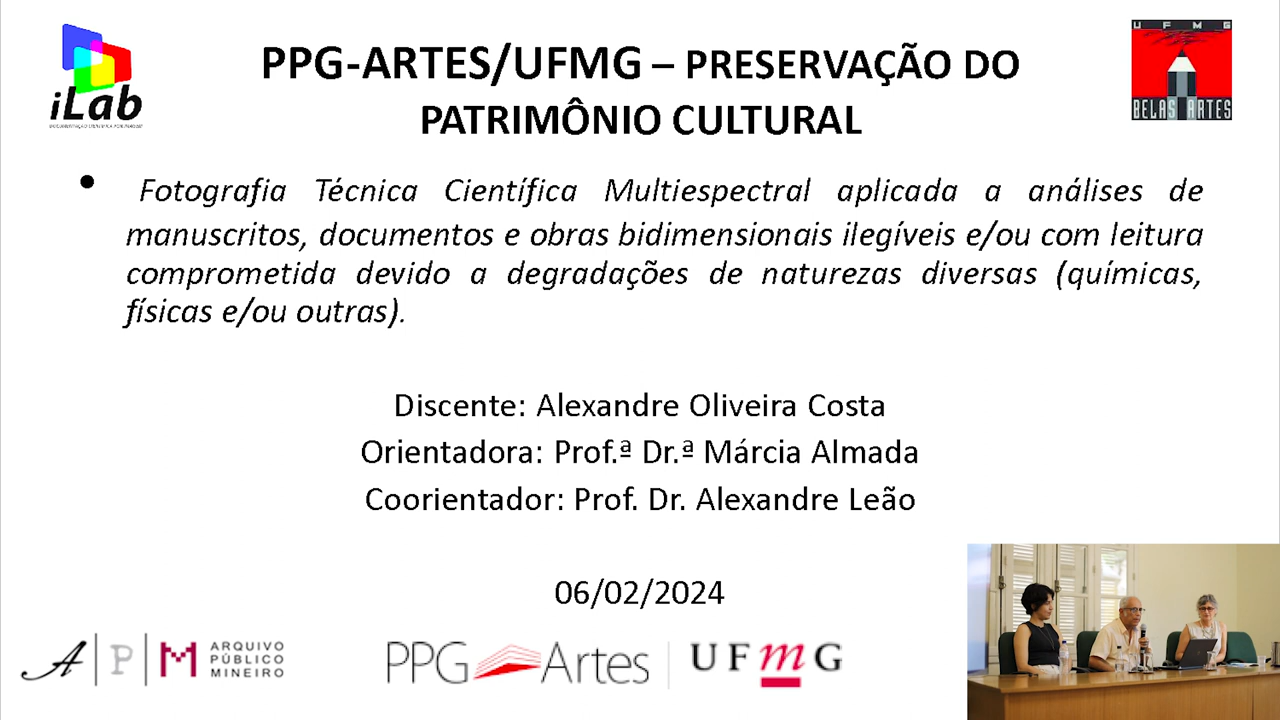 iLab
PPG-ARTES/UFMG – PRESERVAÇÃO DO
PATRIMÔNIO CULTURAL
UFMG
BELAS ARTES
• Fotografia Técnica Científica Multiespectral aplicada a análises de
manuscritos, documentos e obras bidimensionais ilegíveis e/ou com leitura
comprometida devido a degradações de naturezas diversas (químicas,
físicas e/ou outras).
Discente: Alexandre Oliveira Costa
Orientadora: Prof.ª Dr.ª Márcia Almada
Coorientador: Prof. Dr. Alexandre Leão
06/02/2024
A P M
ARQUIVO
PÚBLICO
MINEIRO
PPG Artes
UFmG